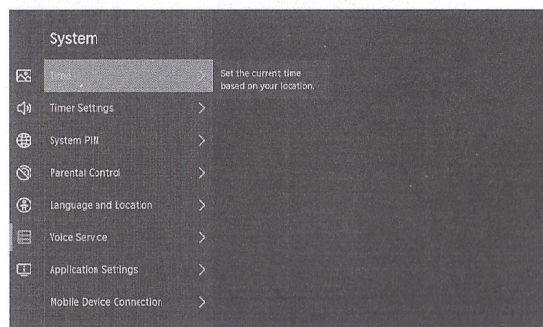 System
Time
Set the current time
based on your location.
Timer Settings
System PIN
Parental Control
Language and Location
Voice Service
Application Settings
Mobile Device Connection